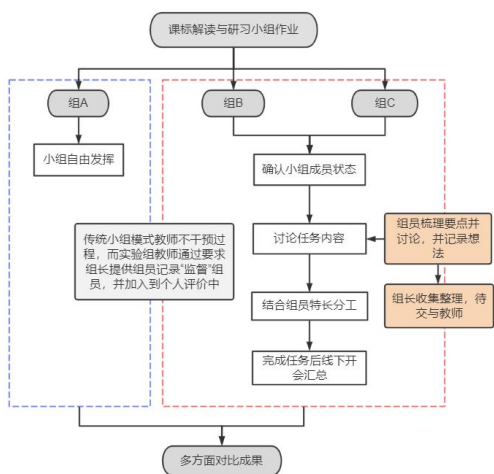 课标解读与研习小组作业
组A
组B
组C
小组自由发挥
确认小组成员状态
传统小组模式教师不干预过
程，而实验组教师通过要求
组长提供组员记录“监督”组
员，并加入到个人评价中
讨论任务内容
组员梳理要点并
讨论，并记录想
法
结合组员特长分工
组长收集整理，待
交与教师
完成任务后线下开
会汇总
多方面对比成果